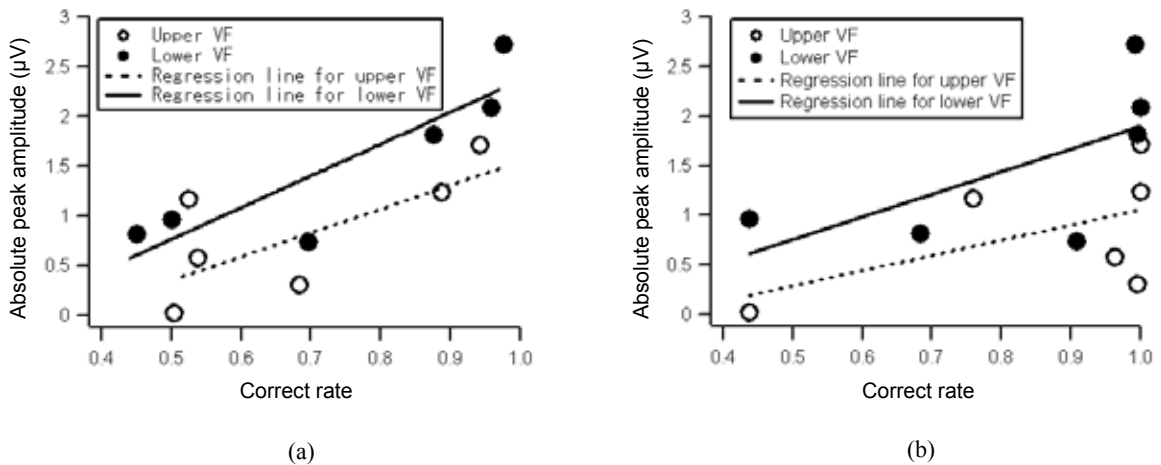 Absolute peak amplitude (μV)
3
2.5
2
1.5
1
0.5
0
Upper VF
Lower VF
Regression line for upper VF
Regression line for lower VF
0.4 0.5 0.6 0.7 0.8 0.9 1.0
Correct rate
(a)
Absolute peak amplitude (μV)
3
2.5
2
1.5
1
0.5
0
Upper VF
Lower VF
Regression line for upper VF
Regression line for lower VF
0.4 0.5 0.6 0.7 0.8 0.9 1.0
Correct rate
(b)